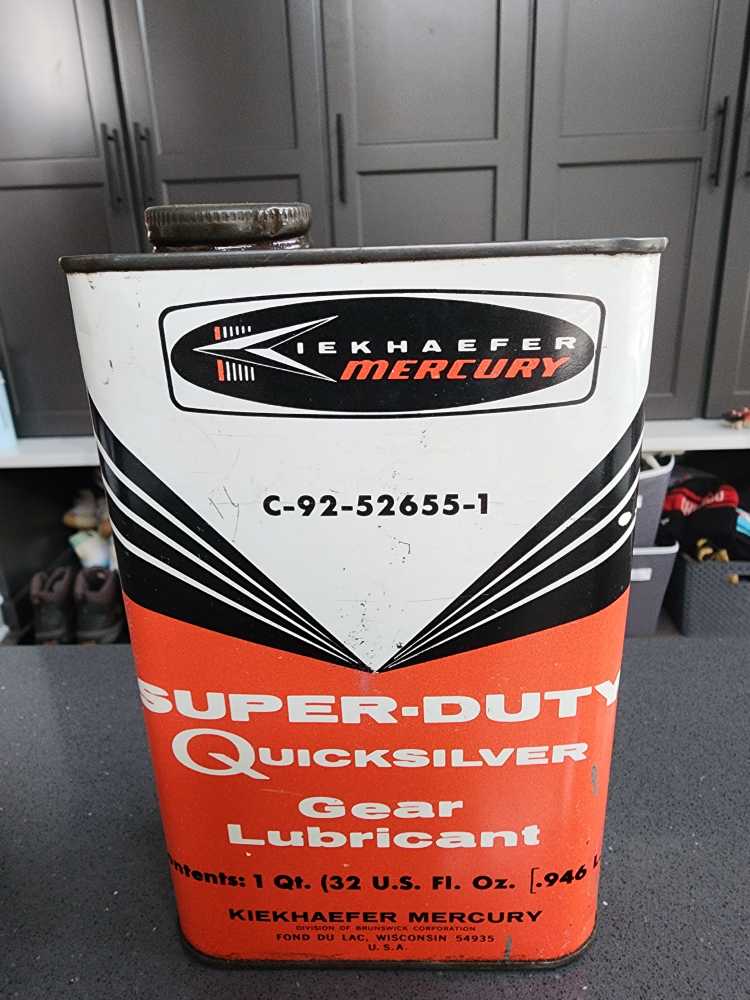 KIEKHAEFER
MERCURY
C-92-52655-1
SUPER-DUTY
QUICKSILVER
Gear
Lubricant
1 Qt. (32 U.S. Fl. Oz. [.946
KIEKHAEFER MERCURY
DIVISION OF BRUNSWICK CORPORATION
FOND DU LAC, WISCONSIN 54935
U.S.A.